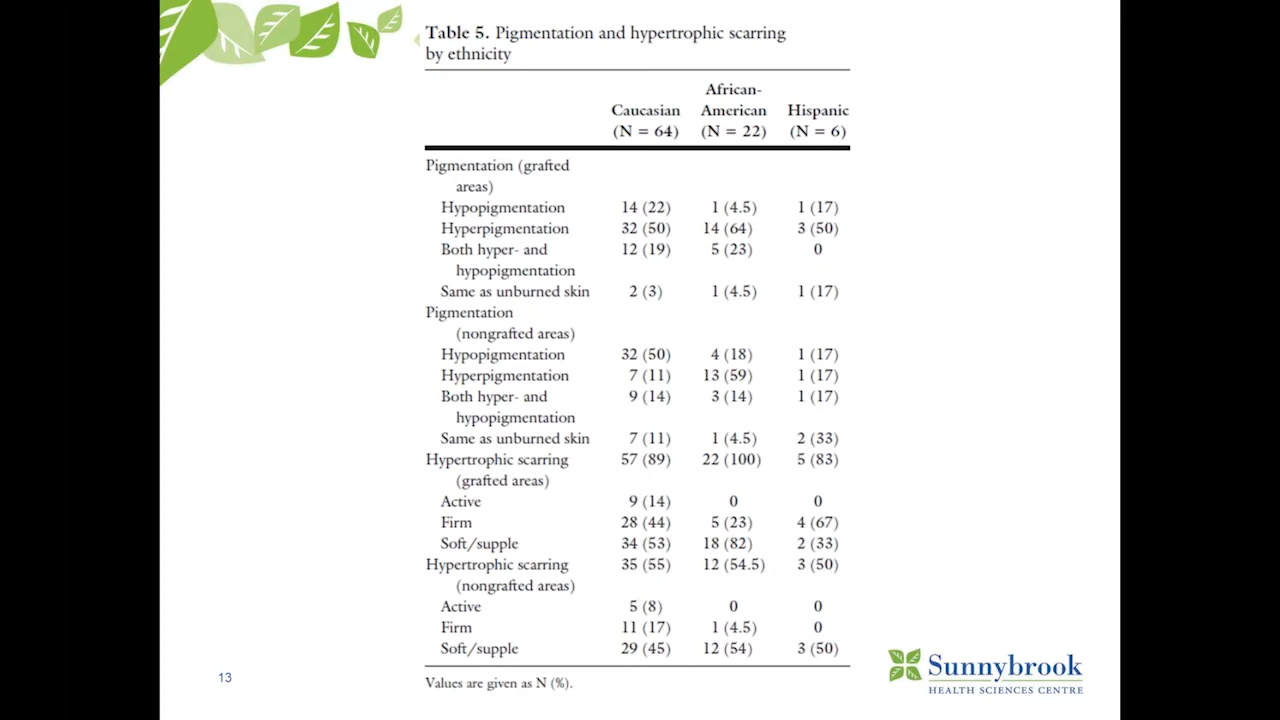 Table 5. Pigmentation and hypertrophic scarring
by ethnicity
African-
Caucasian American Hispanic
(N = 64) (N = 22) (N = 6)
Pigmentation (grafted
areas)
Hypopigmentation 14 (22) 1 (4.5) 1 (17)
Hyperpigmentation 32 (50) 14 (64) 3 (50)
Both hyper- and 12 (19) 5 (23) 0
hypopigmentation
Same as unburned skin 2 (3) 1 (4.5) 1 (17)
Pigmentation
(nongrafted areas)
Hypopigmentation 32 (50) 4 (18) 1 (17)
Hyperpigmentation 7 (11) 13 (59) 1 (17)
Both hyper- and 9 (14) 3 (14) 1 (17)
hypopigmentation
Same as unburned skin 7 (11) 1 (4.5) 2 (33)
Hypertrophic scarring 57 (89) 22 (100) 5 (83)
(grafted areas)
Active 9 (14) 0 0
Firm 28 (44) 5 (23) 4 (67)
Soft/supple 34 (53) 18 (82) 2 (33)
Hypertrophic scarring 35 (55) 12 (54.5) 3 (50)
(nongrafted areas)
Active 5 (8) 0 0
Firm 11 (17) 1 (4.5) 0
Soft/supple 29 (45) 12 (54) 3 (50)
Values are given as N (%).
13
Sunnybrook
HEALTH SCIENCES CENTRE